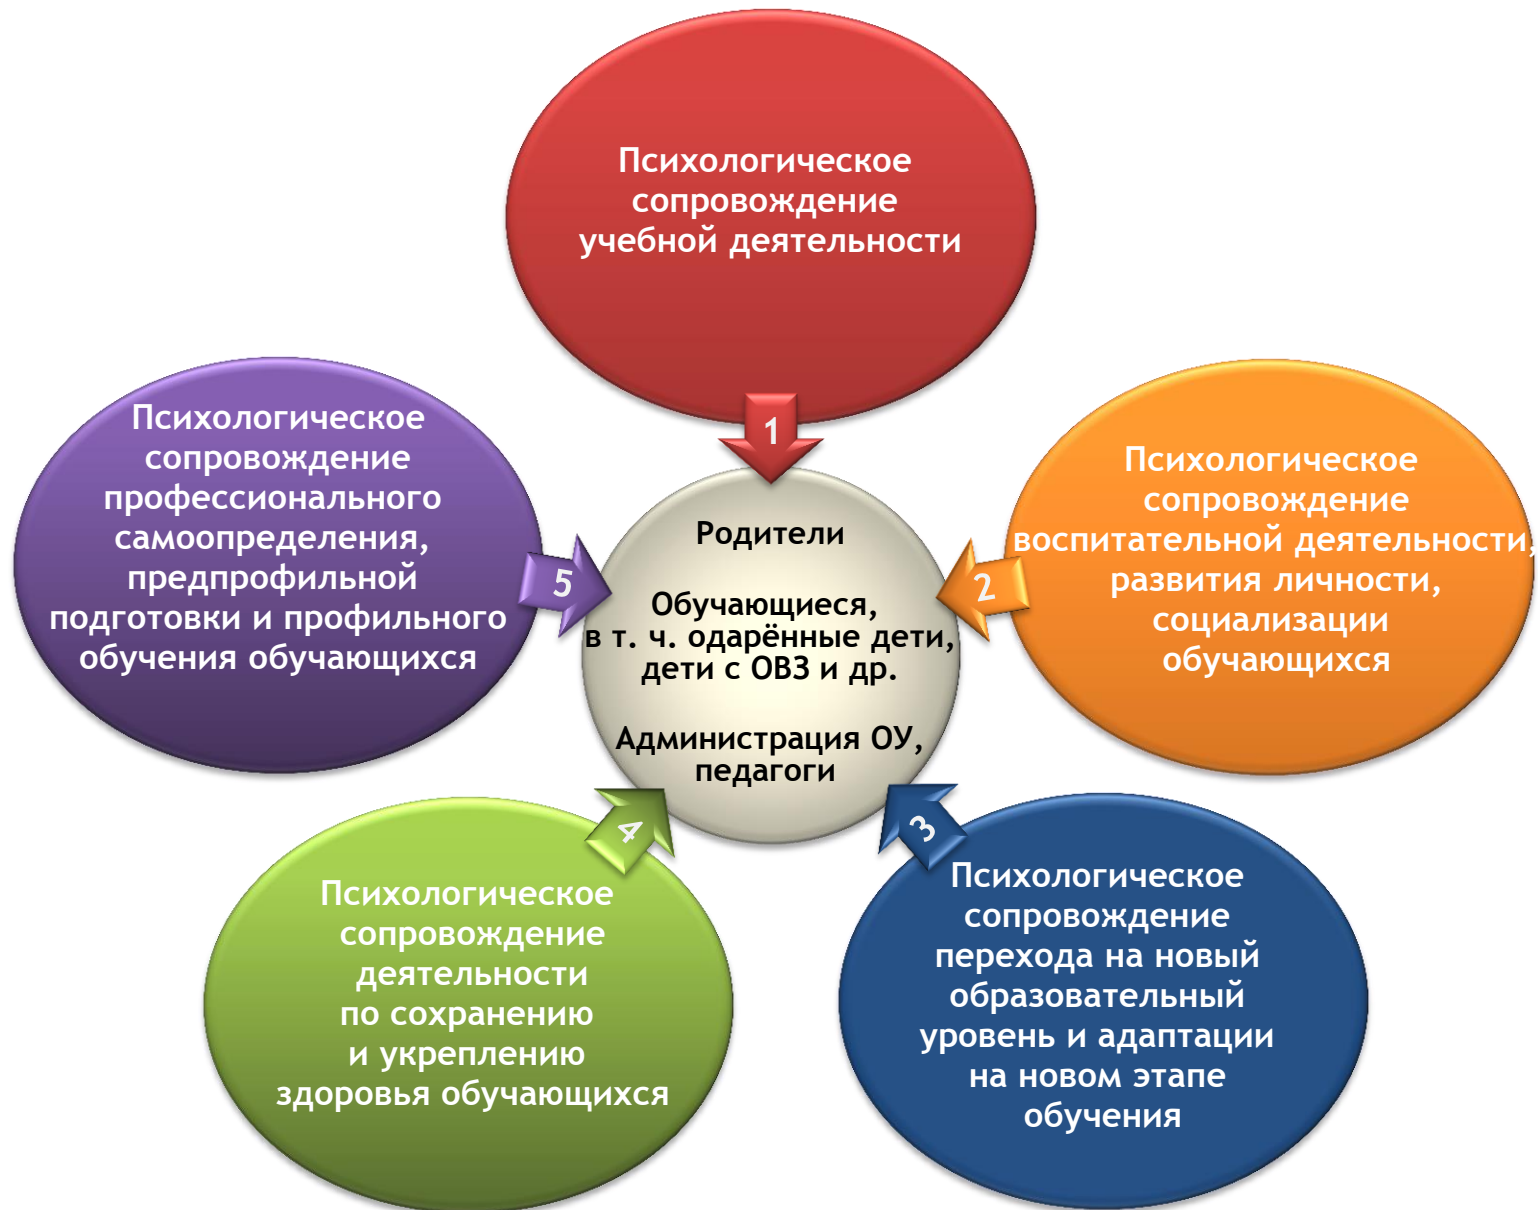 Психологическое
сопровождение
учебной деятельности
1
Психологическое
сопровождение
воспитательной деятельности,
развития личности,
социализации
обучающихся
2
Психологическое
сопровождение
перехода на новый
образовательный
уровень и адаптации
на новом этапе
обучения
3
Психологическое
сопровождение
деятельности
по сохранению
и укреплению
здоровья обучающихся
4
Психологическое
сопровождение
профессионального
самоопределения,
предпрофильной
подготовки и профильного
обучения обучающихся
5
Родители
Обучающиеся,
в т. ч. одарённые дети,
дети с ОВЗ и др.
Администрация ОУ,
педагоги